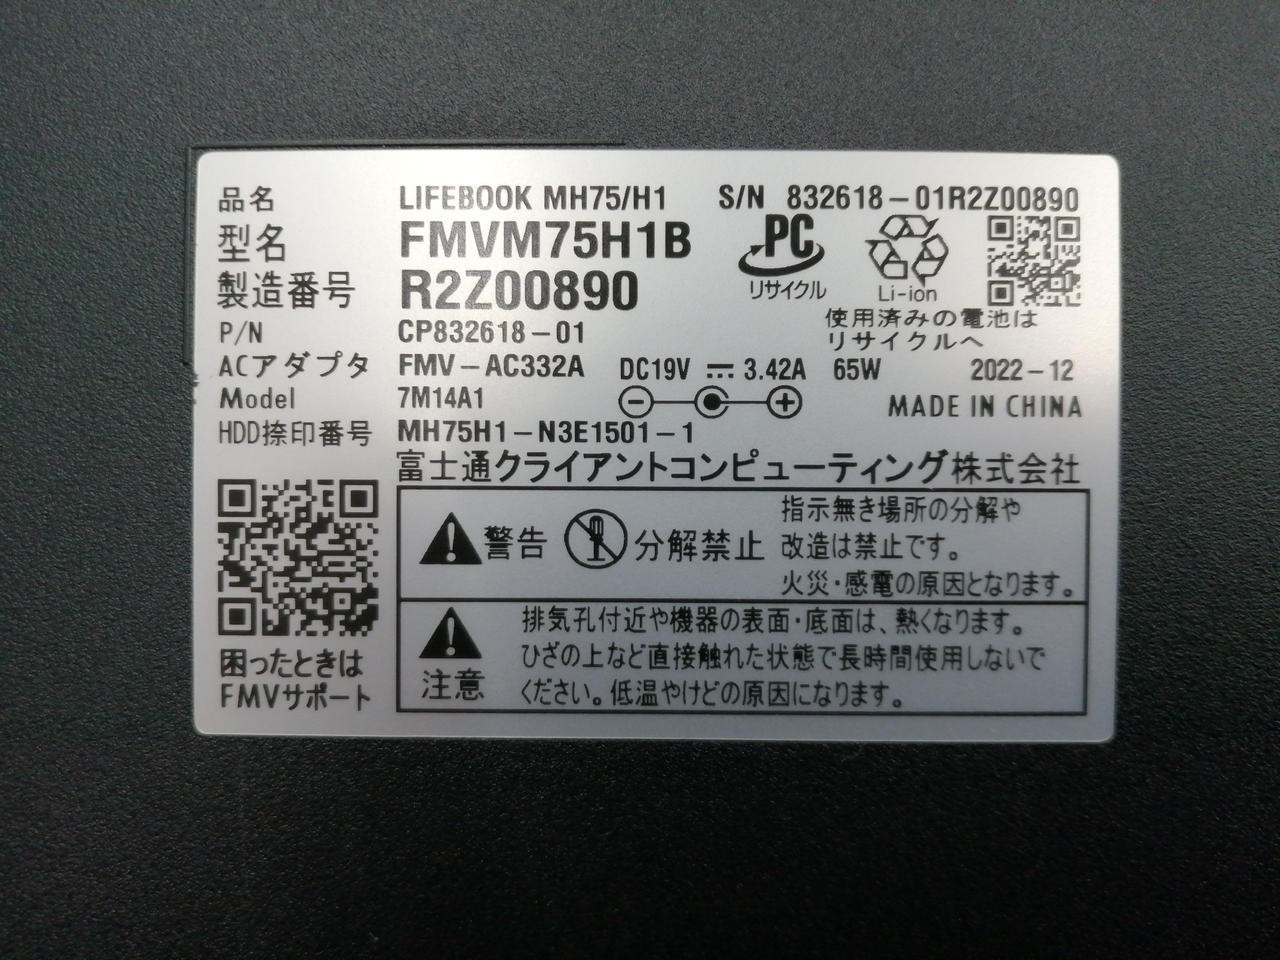 品名 LIFEBOOK MH75/H1 S/N 832618-01R2Z00890
型名 FMVM75H1B
製造番号 R2Z00890
PC
リサイクル
Li-ion
使用済みの電池は
リサイクルへ
P/N CP832618-01
ACアダプタ FMV-AC332A DC19V ⎓ 3.42A 65W 2022-12
Model 7M14A1
MADE IN CHINA
HDD捺印番号 MH75H1-N3E1501-1
富士通クライアントコンピューティング株式会社
警告 分解禁止
指示無き場所の分解や
改造は禁止です。
火災・感電の原因となります。
注意
排気孔付近や機器の表面・底面は、熱くなります。
ひざの上など直接触れた状態で長時間使用しないで
ください。低温やけどの原因になります。
困ったときは
FMVサポート